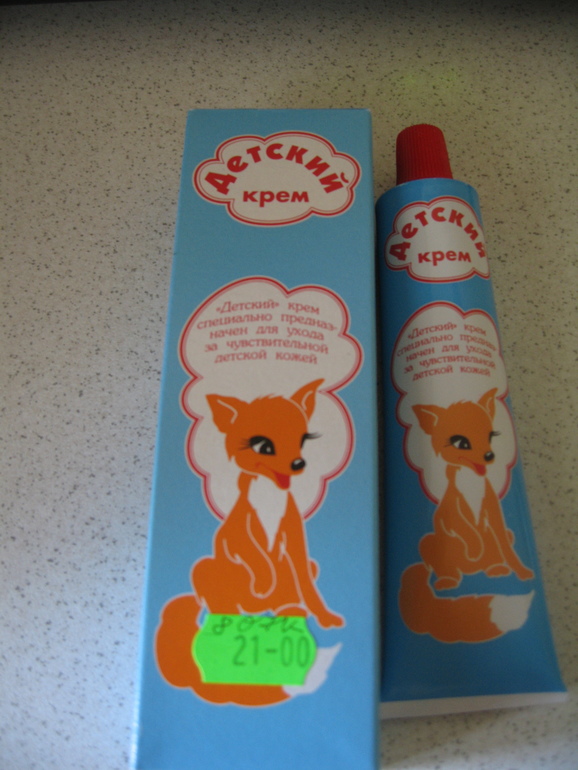 Детский
крем
«Детский» крем
специально предназ-
начен для ухода
за чувствительной
детской кожей
21-00
Детский
крем
«Детский» крем
специально предназ-
начен для ухода
за чувствительной
детской кожей